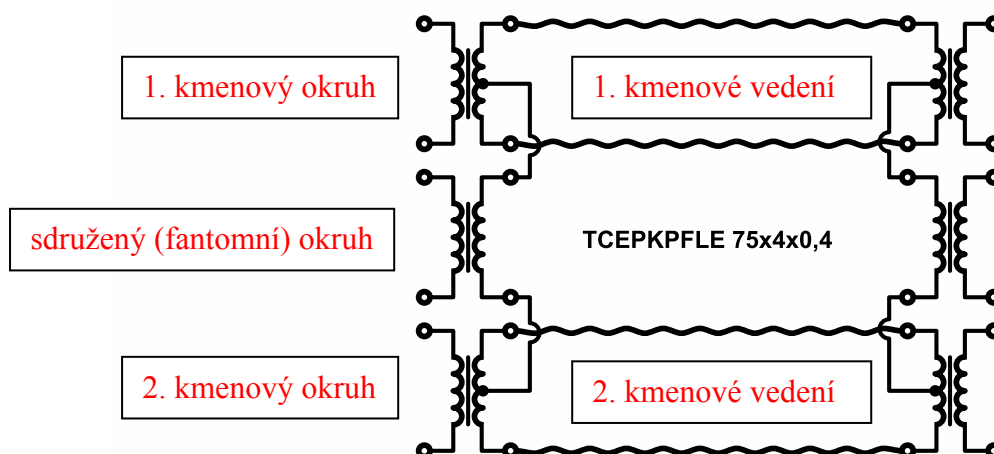 1. kmenový okruh
1. kmenové vedení
sdružený (fantomní) okruh
TCEPKPFLE 75x4x0,4
2. kmenový okruh
2. kmenové vedení